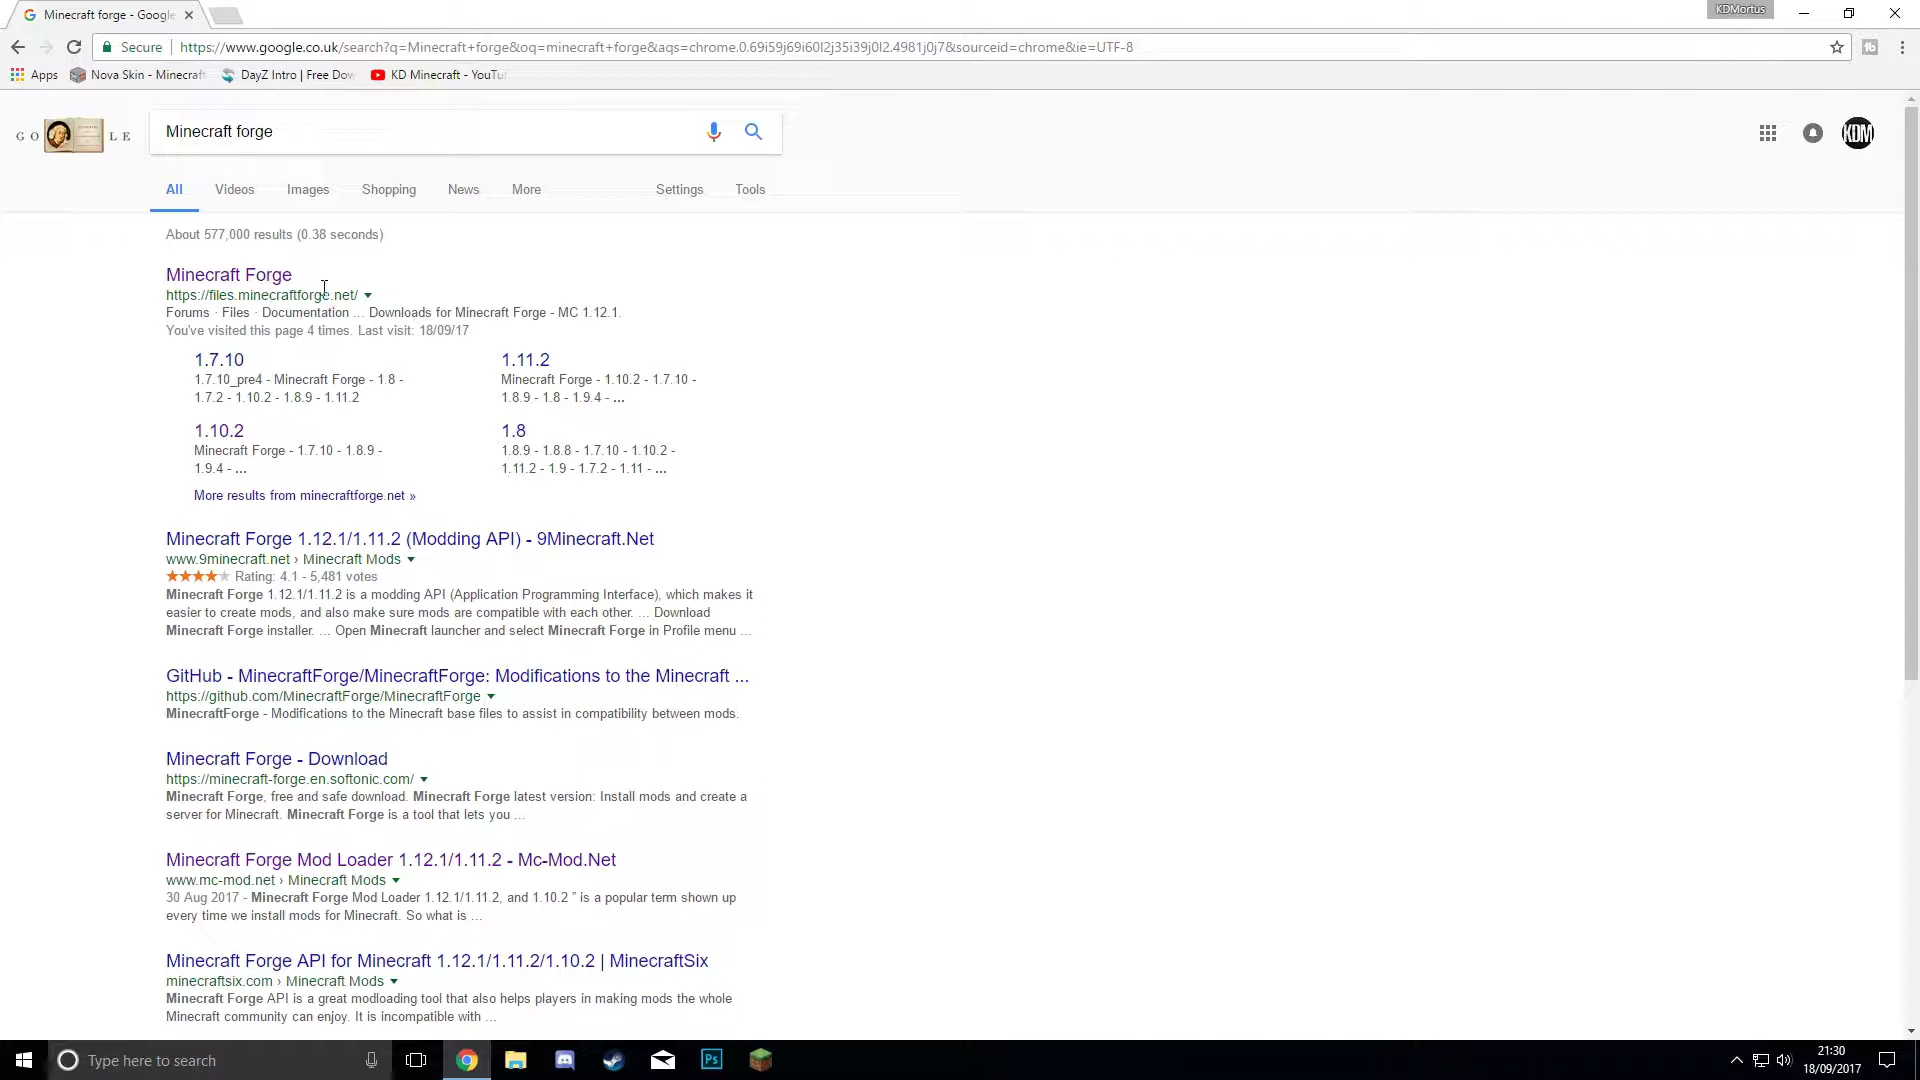 Minecraft forge - Google
KDMortus
Secure
https://www.google.co.uk/search?q=Minecraft+forge&oq=minecraft+forge&aqs=chrome.0.69i59j69i60l2j35i39j0l2.4981j0j7&sourceid=chrome&ie=UTF-8
Apps
Nova Skin - Minecraft
DayZ Intro | Free Dow
KD Minecraft - YouTu
G O LE
Minecraft forge
KDM
All Videos Images Shopping News More Settings Tools
About 577,000 results (0.38 seconds)
Minecraft Forge
https://files.minecraftforge.net/
Forums · Files · Documentation ... Downloads for Minecraft Forge - MC 1.12.1.
You've visited this page 4 times. Last visit: 18/09/17
1.7.10
1.7.10_pre4 - Minecraft Forge - 1.8 -
1.7.2 - 1.10.2 - 1.8.9 - 1.11.2
1.11.2
Minecraft Forge - 1.10.2 - 1.7.10 -
1.8.9 - 1.8 - 1.9.4 - ...
1.10.2
Minecraft Forge - 1.7.10 - 1.8.9 -
1.9.4 - ...
1.8
1.8.9 - 1.8.8 - 1.7.10 - 1.10.2 -
1.11.2 - 1.9 - 1.7.2 - 1.11 - ...
More results from minecraftforge.net »
Minecraft Forge 1.12.1/1.11.2 (Modding API) - 9Minecraft.Net
www.9minecraft.net › Minecraft Mods
Rating: 4.1 - 5,481 votes
Minecraft Forge 1.12.1/1.11.2 is a modding API (Application Programming Interface), which makes it
easier to create mods, and also make sure mods are compatible with each other. ... Download
Minecraft Forge installer. ... Open Minecraft launcher and select Minecraft Forge in Profile menu ...
GitHub - MinecraftForge/MinecraftForge: Modifications to the Minecraft ...
https://github.com/MinecraftForge/MinecraftForge
MinecraftForge - Modifications to the Minecraft base files to assist in compatibility between mods.
Minecraft Forge - Download
https://minecraft-forge.en.softonic.com/
Minecraft Forge, free and safe download. Minecraft Forge latest version: Install mods and create a
server for Minecraft. Minecraft Forge is a tool that lets you ...
Minecraft Forge Mod Loader 1.12.1/1.11.2 - Mc-Mod.Net
www.mc-mod.net › Minecraft Mods
30 Aug 2017 - Minecraft Forge Mod Loader 1.12.1/1.11.2, and 1.10.2 " is a popular term shown up
every time we install mods for Minecraft. So what is ...
Minecraft Forge API for Minecraft 1.12.1/1.11.2/1.10.2 | MinecraftSix
minecraftsix.com › Minecraft Mods
Minecraft Forge API is a great modloading tool that also helps players in making mods the whole
Minecraft community can enjoy. It is incompatible with ...
Type here to search
Ps
21:30
18/09/2017